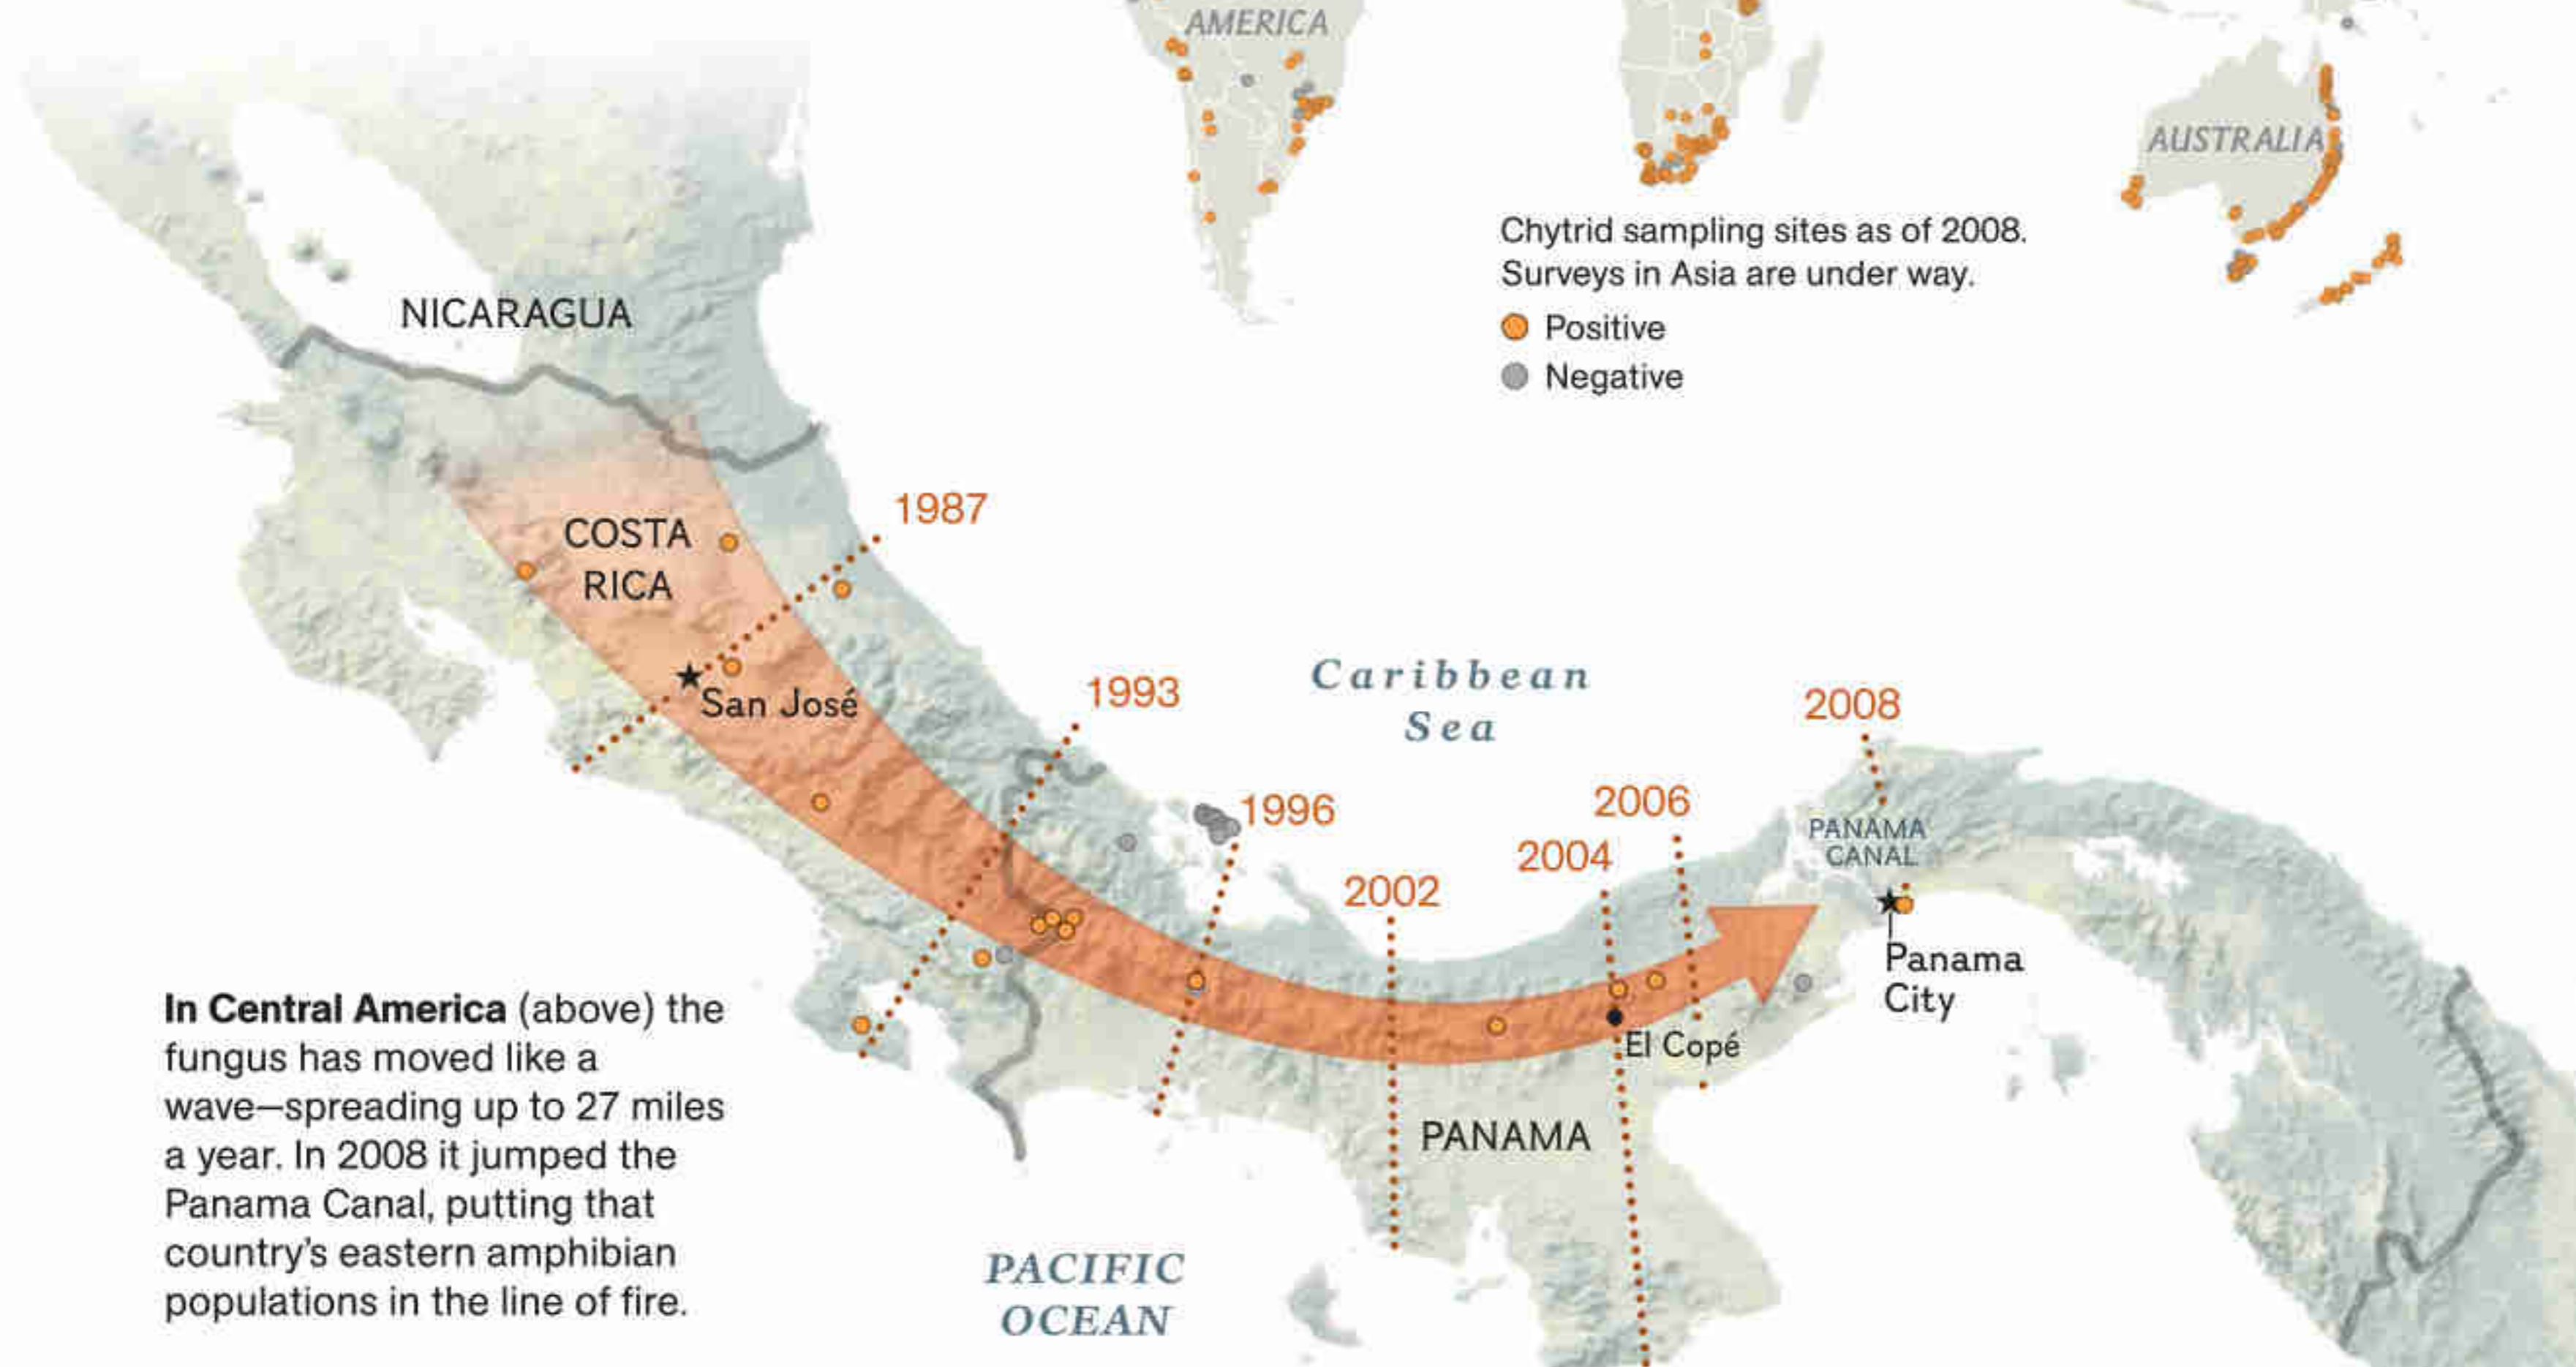 AMERICA
AUSTRALIA
Chytrid sampling sites as of 2008.
Surveys in Asia are under way.
Positive
Negative
NICARAGUA
COSTA
RICA
1987
San José
1993
Caribbean
Sea
1996
2002
2004
2006
2008
PANAMA
CANAL
Panama
City
El Copé
PANAMA
In Central America (above) the
fungus has moved like a
wave—spreading up to 27 miles
a year. In 2008 it jumped the
Panama Canal, putting that
country's eastern amphibian
populations in the line of fire.
PACIFIC
OCEAN